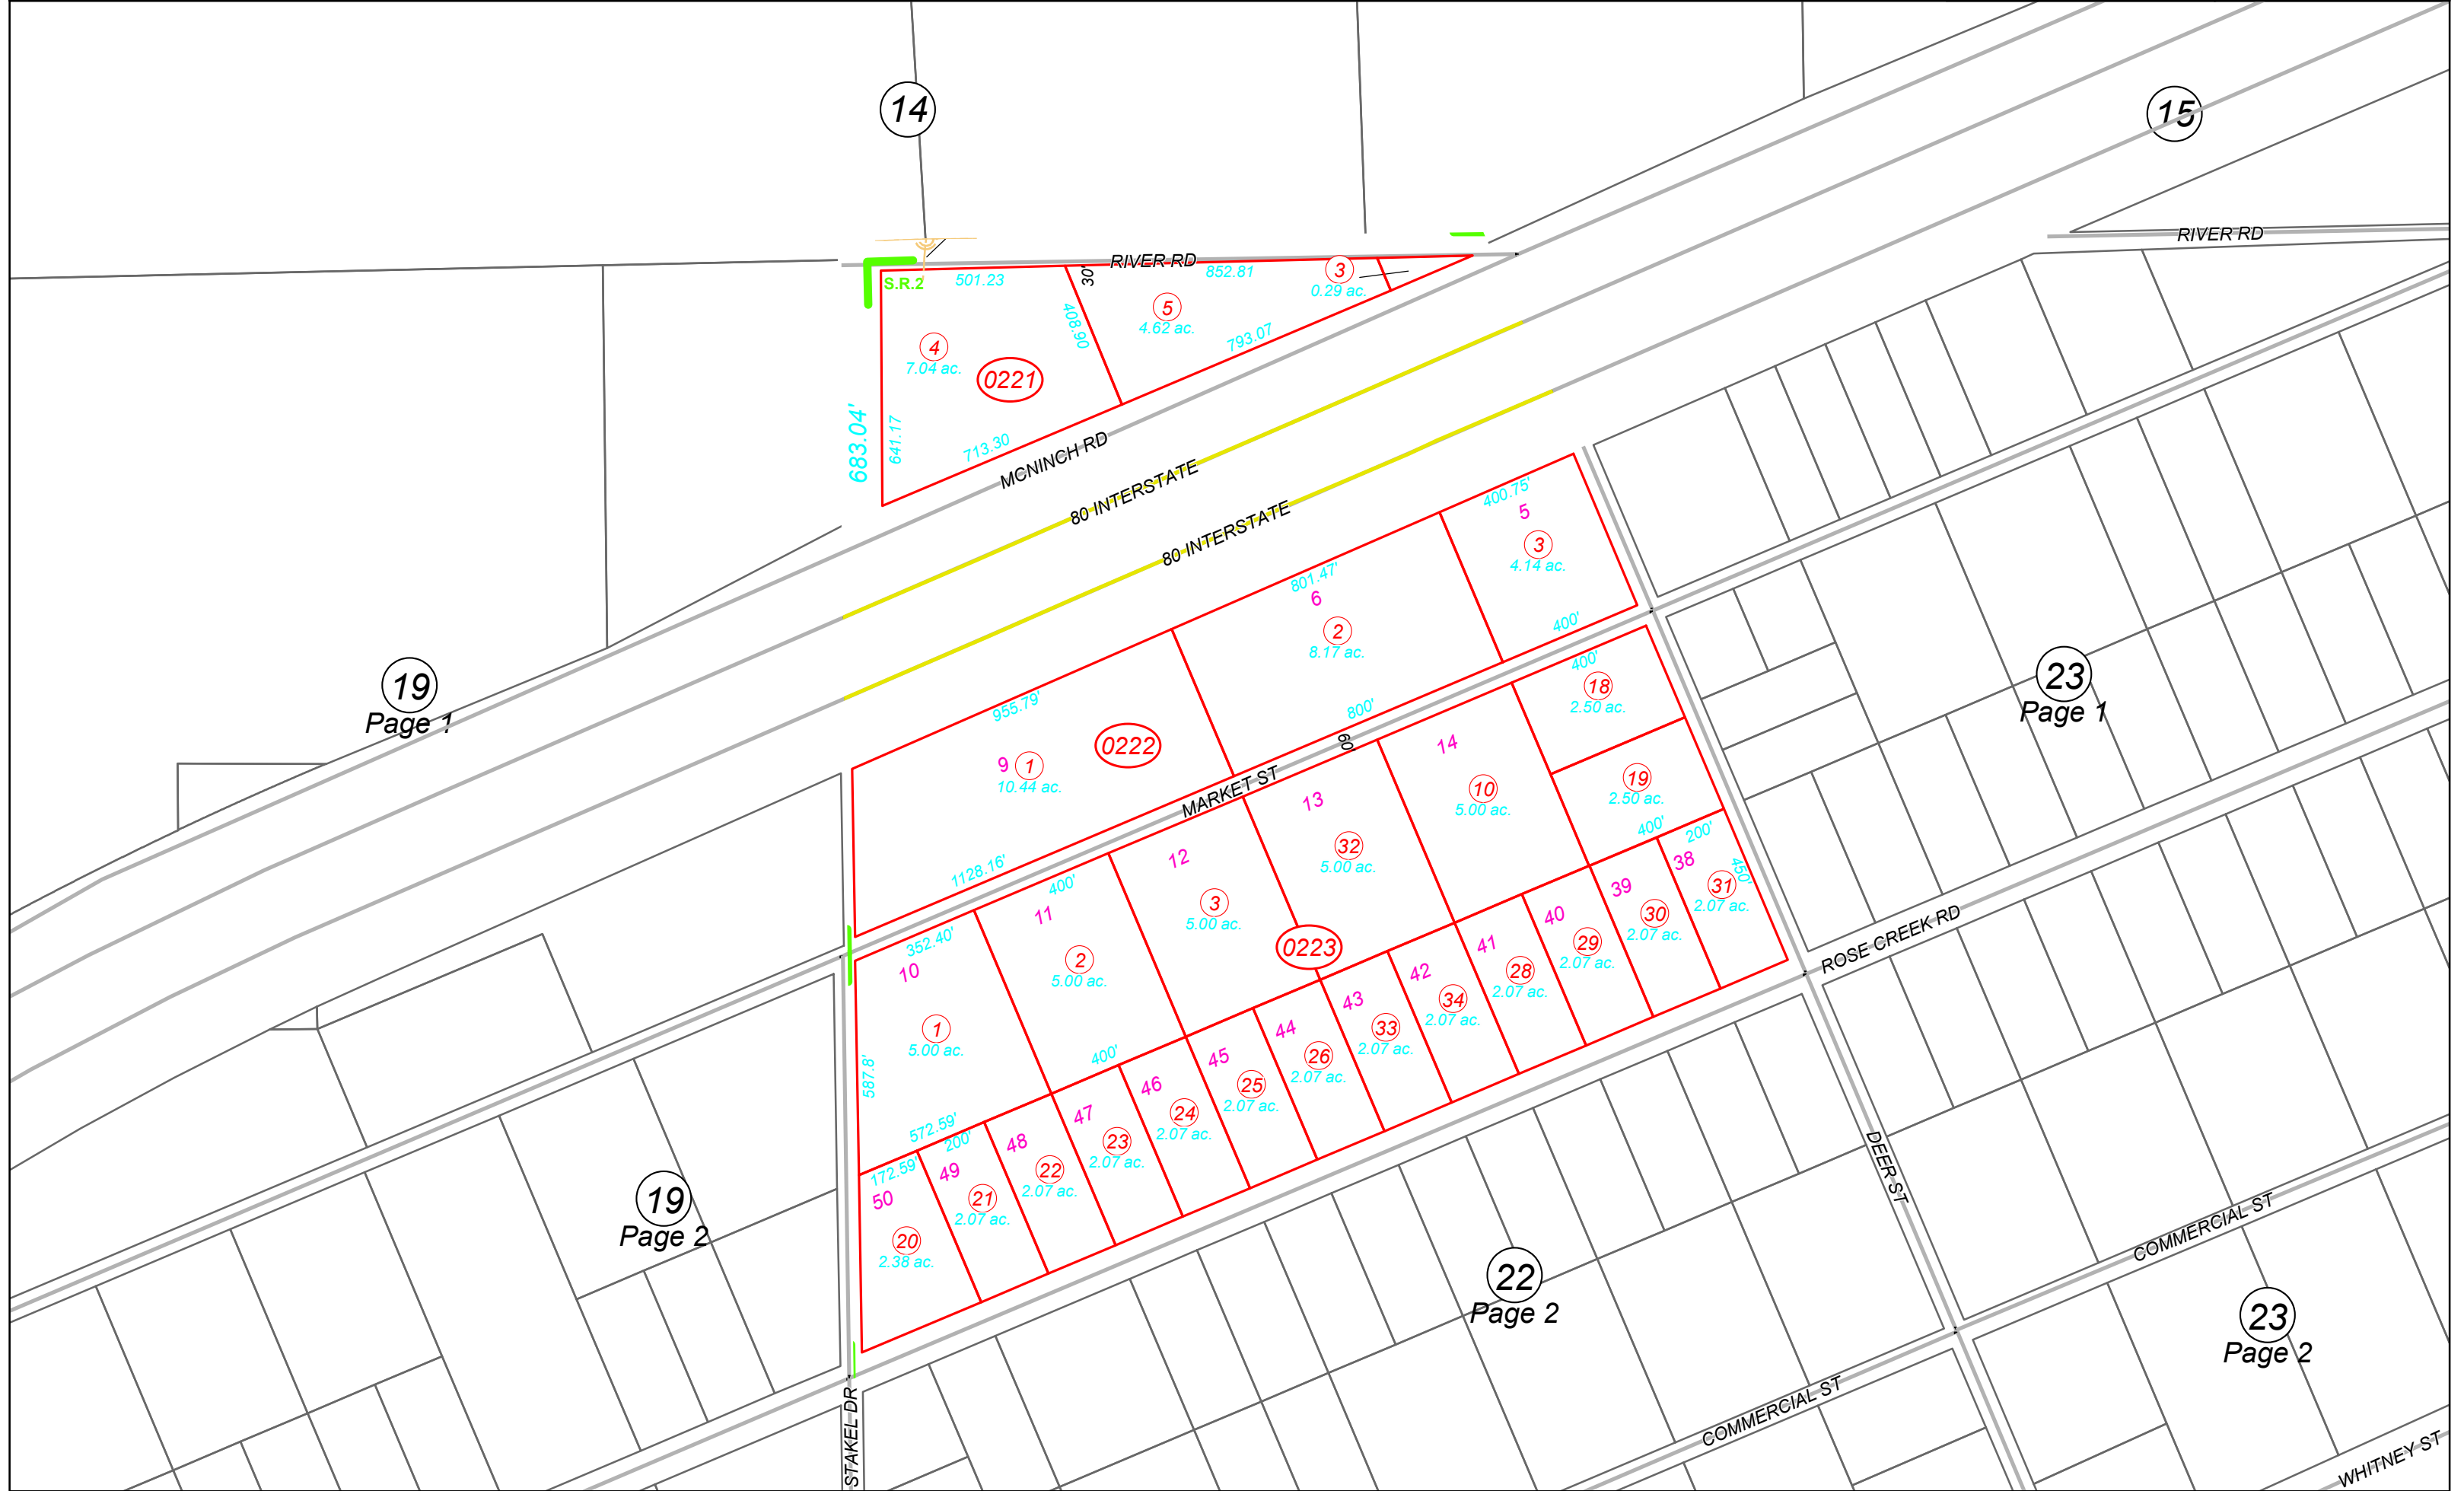 14
15
RIVER RD
RIVER RD
S.R.2
501.23
30'
852.81
3
0.29 ac.
5
4.62 ac.
408.90
4
7.04 ac.
0221
793.07
683.04'
641.17
713.30
MCNINCH RD
80 INTERSTATE
80 INTERSTATE
400.75'
5
3
4.14 ac.
801.47'
6
2
8.17 ac.
400'
19
Page 1
23
Page 1
955.79'
9
1
10.44 ac.
0222
800'
60
MARKET ST
1128.16'
400'
18
2.50 ac.
14
10
5.00 ac.
19
2.50 ac.
13
32
5.00 ac.
400'
200'
12
3
5.00 ac.
400'
11
2
5.00 ac.
352.40'
10
1
5.00 ac.
0223
38
31
2.07 ac.
450'
39
30
2.07 ac.
40
29
2.07 ac.
41
28
2.07 ac.
42
34
2.07 ac.
43
33
2.07 ac.
44
26
2.07 ac.
45
25
2.07 ac.
46
24
2.07 ac.
47
23
2.07 ac.
48
22
2.07 ac.
49
21
2.07 ac.
50
20
2.38 ac.
587.8'
400'
572.59'
200'
172.59'
ROSE CREEK RD
DEER ST
19
Page 2
22
Page 2
COMMERCIAL ST
23
Page 2
COMMERCIAL ST
STAKEL DR
WHITNEY ST